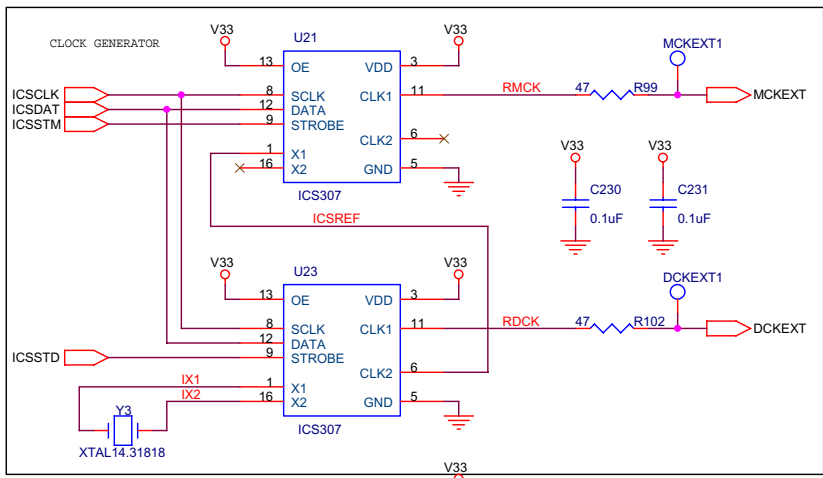 CLOCK GENERATOR
V33
U21
V33
MCKEXT1
13 OE VDD 3
ICSCLK 8 SCLK CLK1 11 RMCK 47 R99 MCKEXT
ICSDAT 12 DATA
ICSSTM 9 STROBE
CLK2 6
1 X1
16 X2 GND 5
ICS307
V33
V33
C230
0.1uF
C231
0.1uF
ICSREF
V33
U23
V33
DCKEXT1
13 OE VDD 3
8 SCLK CLK1 11 RDCK 47 R102 DCKEXT
12 DATA
ICSSTD 9 STROBE
CLK2 6
IX1 1 X1
IX2 16 X2 GND 5
Y3
ICS307
XTAL14.31818
V33